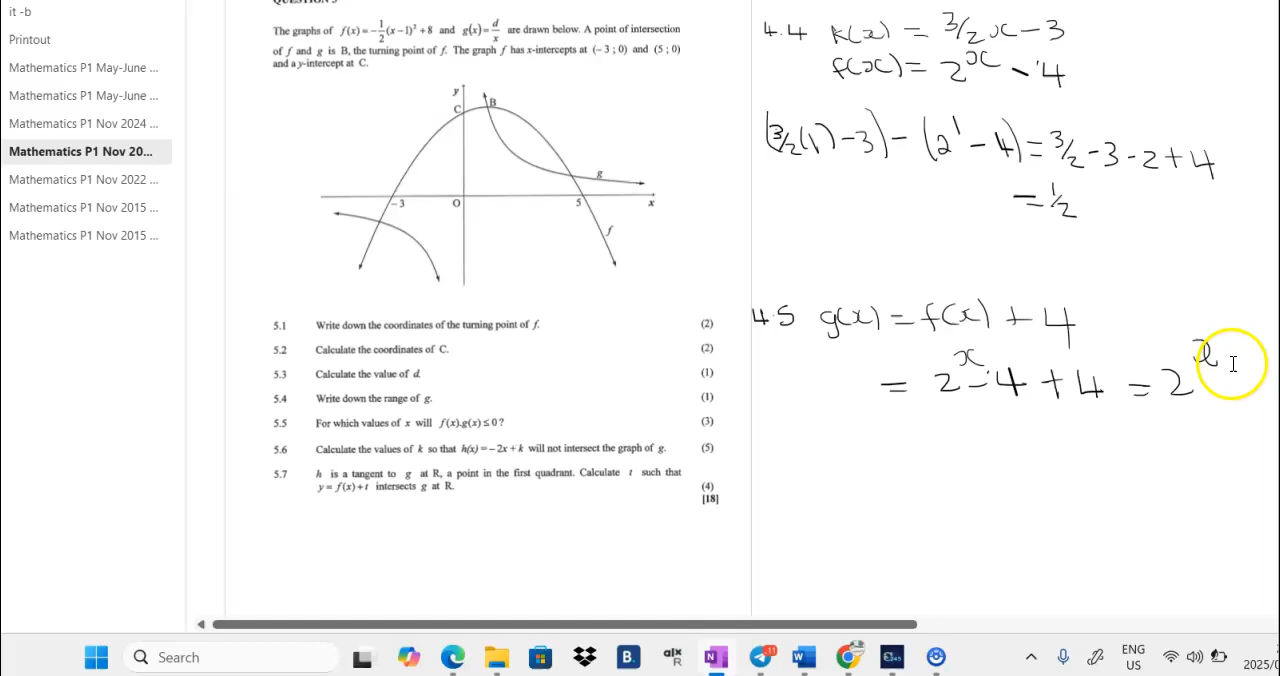 it -b
Printout
Mathematics P1 May-June ...
Mathematics P1 May-June ...
Mathematics P1 Nov 2024 ...
Mathematics P1 Nov 20...
Mathematics P1 Nov 2022 ...
Mathematics P1 Nov 2015 ...
Mathematics P1 Nov 2015 ...
The graphs of f(x) = -1/2(x-1)² + 8 and g(x) = d/x are drawn below. A point of intersection
of f and g is B, the turning point of f. The graph f has x-intercepts at (-3 ; 0) and (5 ; 0)
and a y-intercept at C.
y
C
B
g
-3
O
5
x
f
5.1 Write down the coordinates of the turning point of f. (2)
5.2 Calculate the coordinates of C. (2)
5.3 Calculate the value of d. (1)
5.4 Write down the range of g. (1)
5.5 For which values of x will f(x).g(x) ≤ 0? (3)
5.6 Calculate the values of k so that h(x) = -2x + k will not intersect the graph of g. (5)
5.7 h is a tangent to g at R, a point in the first quadrant. Calculate t such that
y = f(x) + t intersects g at R. (4)
[18]
4.4 k(x) = 3/2 x - 3
f(x) = 2^x - 4
(3/2(1) - 3) - (2^1 - 4) = 3/2 - 3 - 2 + 4
= 1/2
4.5 g(x) = f(x) + 4
= 2^x - 4 + 4 = 2^x
Search
11
ENG
US
2025/0